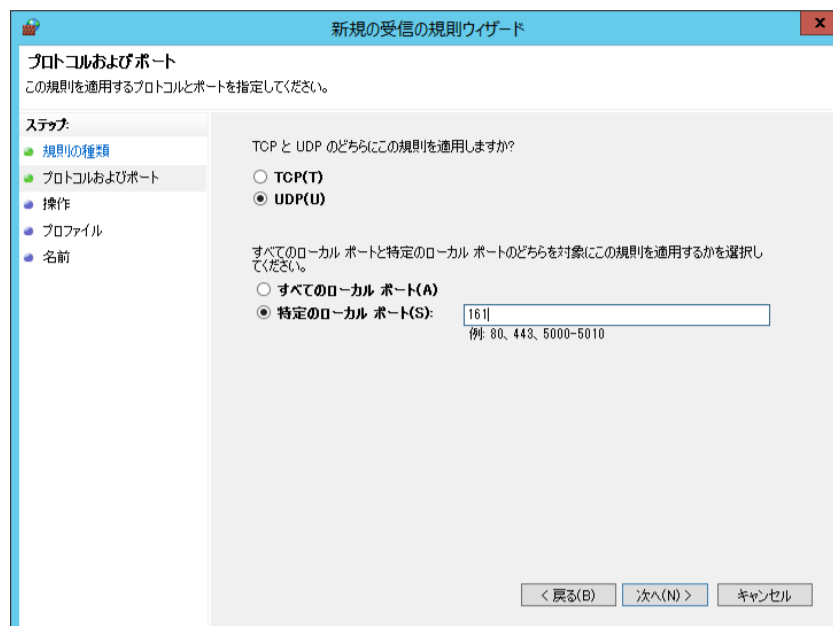 新規の受信の規則ウィザード
x
プロトコルおよびポート
この規則を適用するプロトコルとポートを指定してください。
ステップ:
規則の種類
プロトコルおよびポート
操作
プロファイル
名前
TCP と UDP のどちらにこの規則を適用しますか?
TCP(T)
UDP(U)
すべてのローカル ポートと特定のローカル ポートのどちらを対象にこの規則を適用するかを選択し
てください。
すべてのローカル ポート(A)
特定のローカル ポート(S):
161
例: 80、443、5000-5010
< 戻る(B)
次へ(N) >
キャンセル